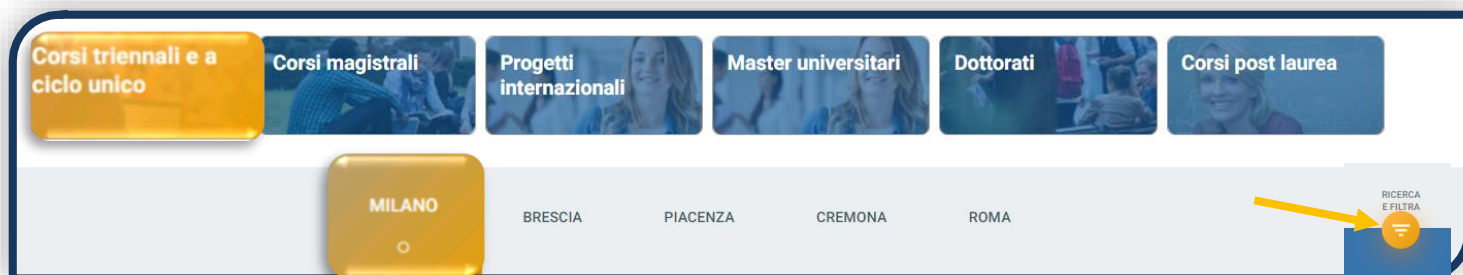 Corsi triennali e a
ciclo unico
Corsi magistrali
Progetti
internazionali
Master universitari
Dottorati
Corsi post laurea
MILANO
BRESCIA
PIACENZA
CREMONA
ROMA
RICERCA
E FILTRA